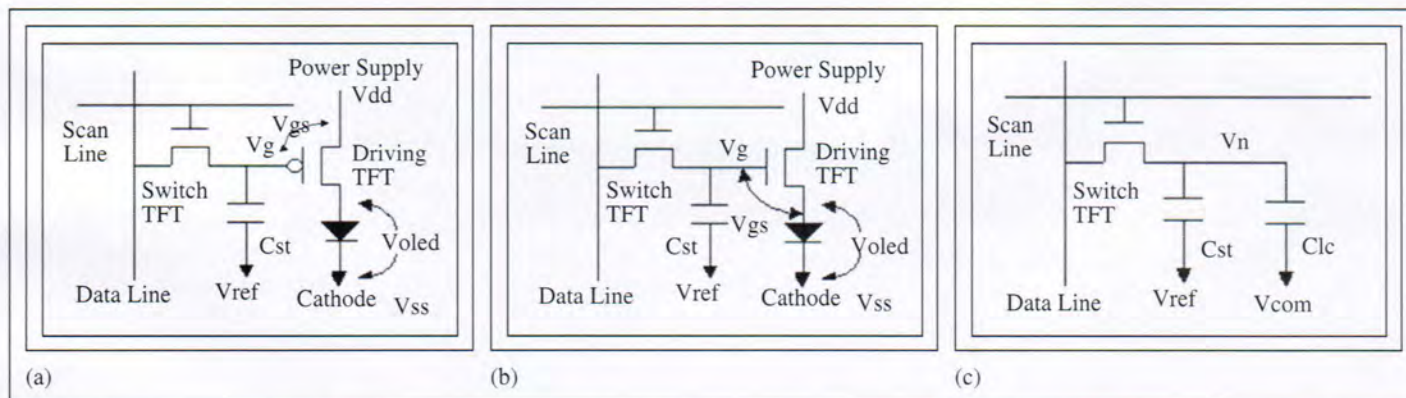 Power Supply
Vdd
Scan
Line
Vgs
Vg
Driving
TFT
Switch
TFT
Cst
Voled
Data Line
Vref
Cathode
Vss
(a)
Power Supply
Vdd
Scan
Line
Vg
Driving
TFT
Switch
TFT
Vgs
Cst
Voled
Data Line
Vref
Cathode
Vss
(b)
Scan
Line
Vn
Switch
TFT
Cst
Clc
Data Line
Vref
Vcom
(c)